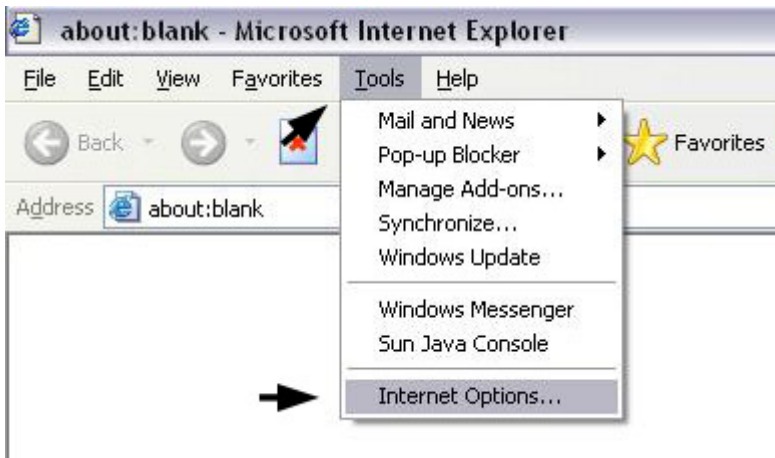 about:blank - Microsoft Internet Explorer
File Edit View Favorites Tools Help
Back
Favorites
Address about:blank
Mail and News
Pop-up Blocker
Manage Add-ons...
Synchronize...
Windows Update
Windows Messenger
Sun Java Console
Internet Options...